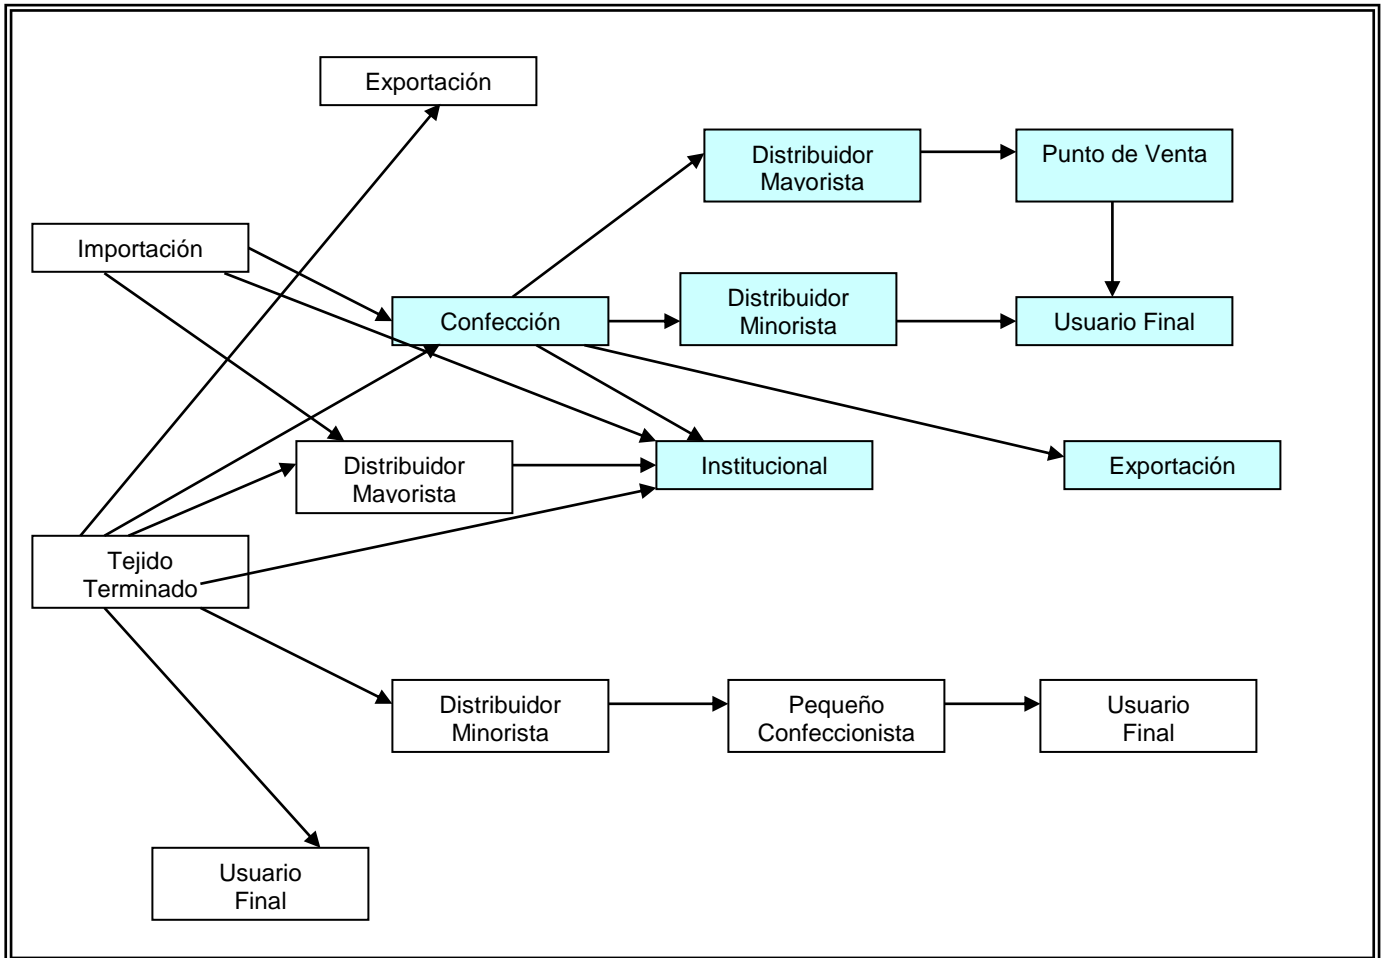 Exportación
Distribuidor
Mayorista
Punto de Venta
Importación
Distribuidor
Minorista
Confección
Usuario Final
Distribuidor
Mayorista
Institucional
Exportación
Tejido
Terminado
Distribuidor
Minorista
Pequeño
Confeccionista
Usuario
Final
Usuario
Final